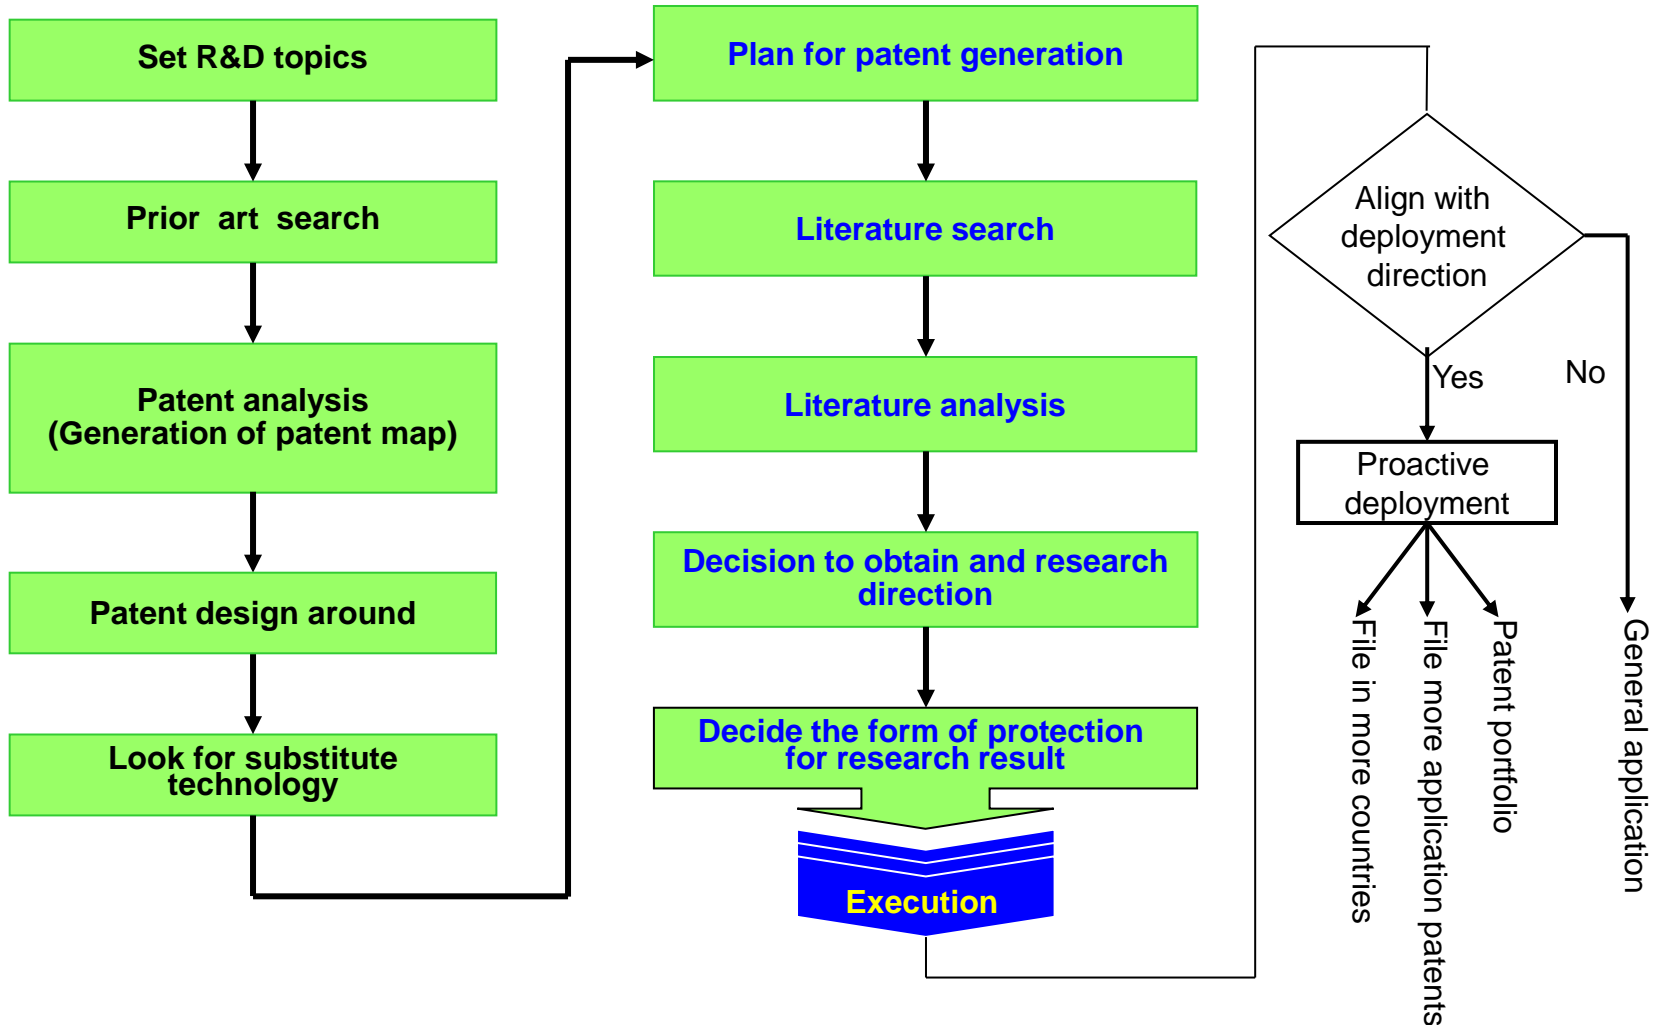 Set R&D topics
Prior art search
Patent analysis
(Generation of patent map)
Patent design around
Look for substitute
technology
Plan for patent generation
Literature search
Literature analysis
Decision to obtain and research
direction
Decide the form of protection
for research result
Execution
Align with
deployment
direction
Yes
No
Proactive
deployment
File in more countries
File more application patents
Patent portfolio
General application